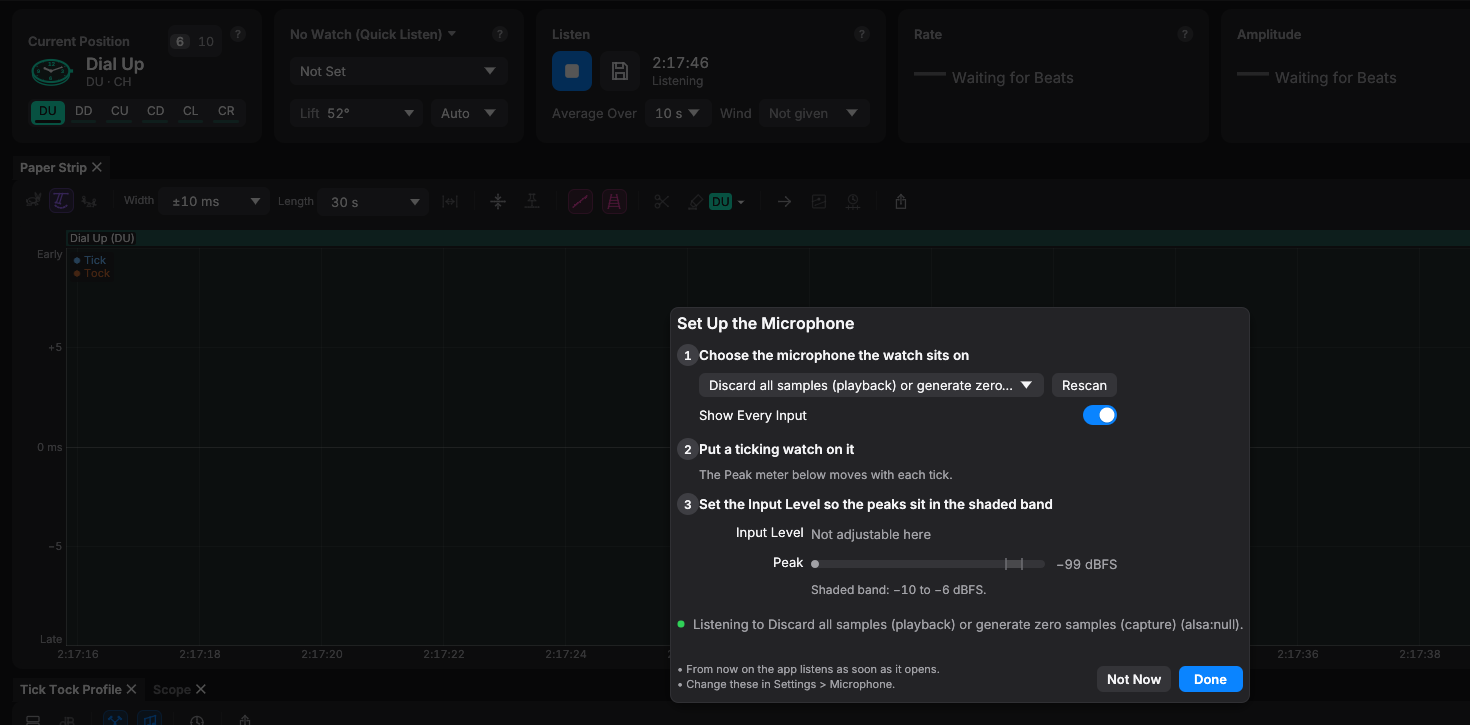 Current Position
6 10
?
Dial Up
DU · CH
DU DD CU CD CL CR
No Watch (Quick Listen)
?
Not Set
Lift 52°
Auto
Listen
?
2:17:46
Listening
Average Over 10 s Wind Not given
Rate
?
Waiting for Beats
Amplitude
Waiting for Beats
Paper Strip
Width ±10 ms Length 30 s
DU
Dial Up (DU)
Early
Tick
Tock
+5
0 ms
−5
Late
2:17:16 2:17:18 2:17:20 2:17:22 2:17:24 2:17:36 2:17:38
Set Up the Microphone
1 Choose the microphone the watch sits on
Discard all samples (playback) or generate zero...
Rescan
Show Every Input
2 Put a ticking watch on it
The Peak meter below moves with each tick.
3 Set the Input Level so the peaks sit in the shaded band
Input Level Not adjustable here
Peak −99 dBFS
Shaded band: −10 to −6 dBFS.
Listening to Discard all samples (playback) or generate zero samples (capture) (alsa:null).
• From now on the app listens as soon as it opens.
• Change these in Settings > Microphone.
Not Now
Done
Tick Tock Profile
Scope